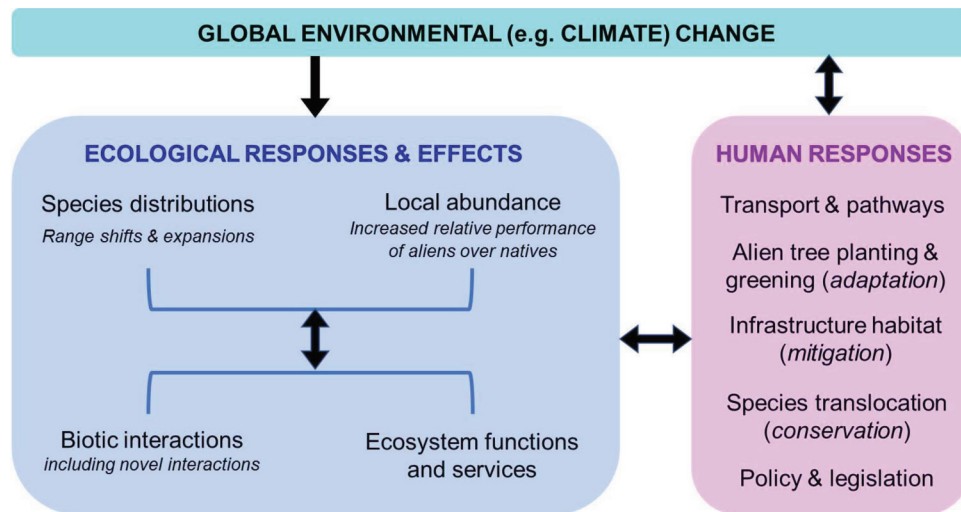 GLOBAL ENVIRONMENTAL (e.g. CLIMATE) CHANGE
ECOLOGICAL RESPONSES & EFFECTS
Species distributions
Range shifts & expansions
Local abundance
Increased relative performance
of aliens over natives
Biotic interactions
including novel interactions
Ecosystem functions
and services
HUMAN RESPONSES
Transport & pathways
Alien tree planting &
greening (adaptation)
Infrastructure habitat
(mitigation)
Species translocation
(conservation)
Policy & legislation